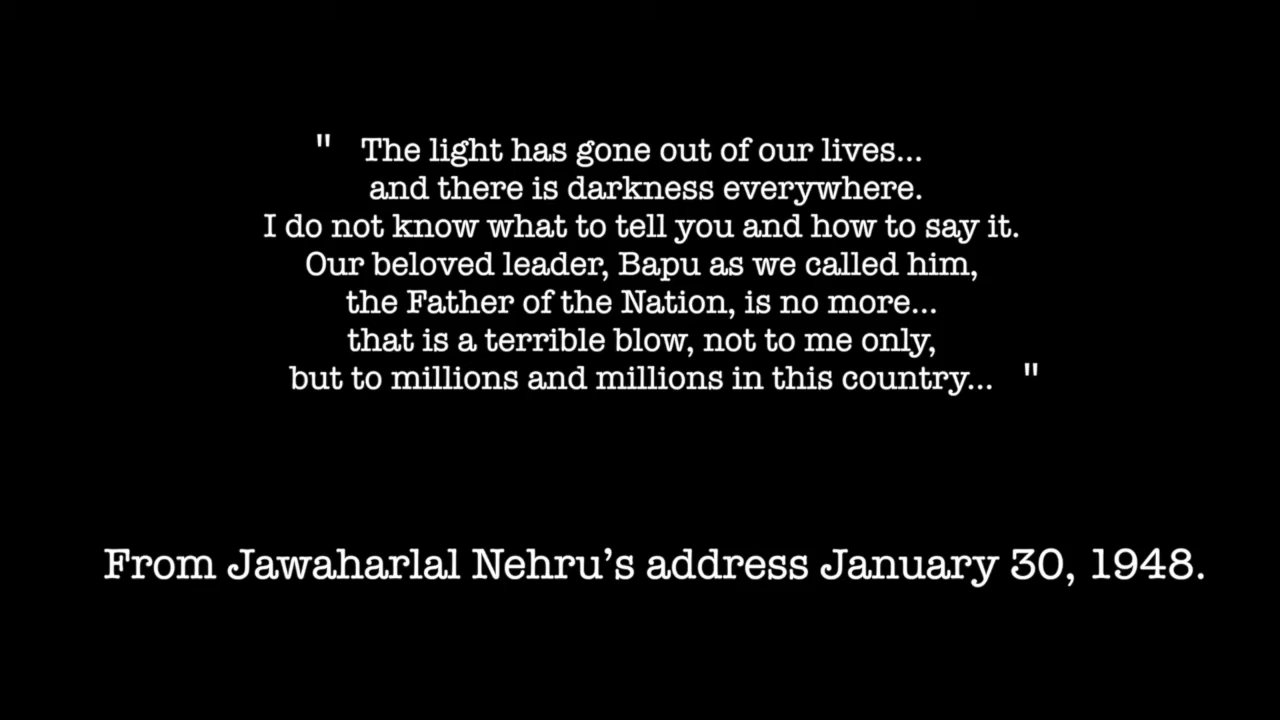 " The light has gone out of our lives...
and there is darkness everywhere.
I do not know what to tell you and how to say it.
Our beloved leader, Bapu as we called him,
the Father of the Nation, is no more...
that is a terrible blow, not to me only,
but to millions and millions in this country... "
From Jawaharlal Nehru’s address January 30, 1948.